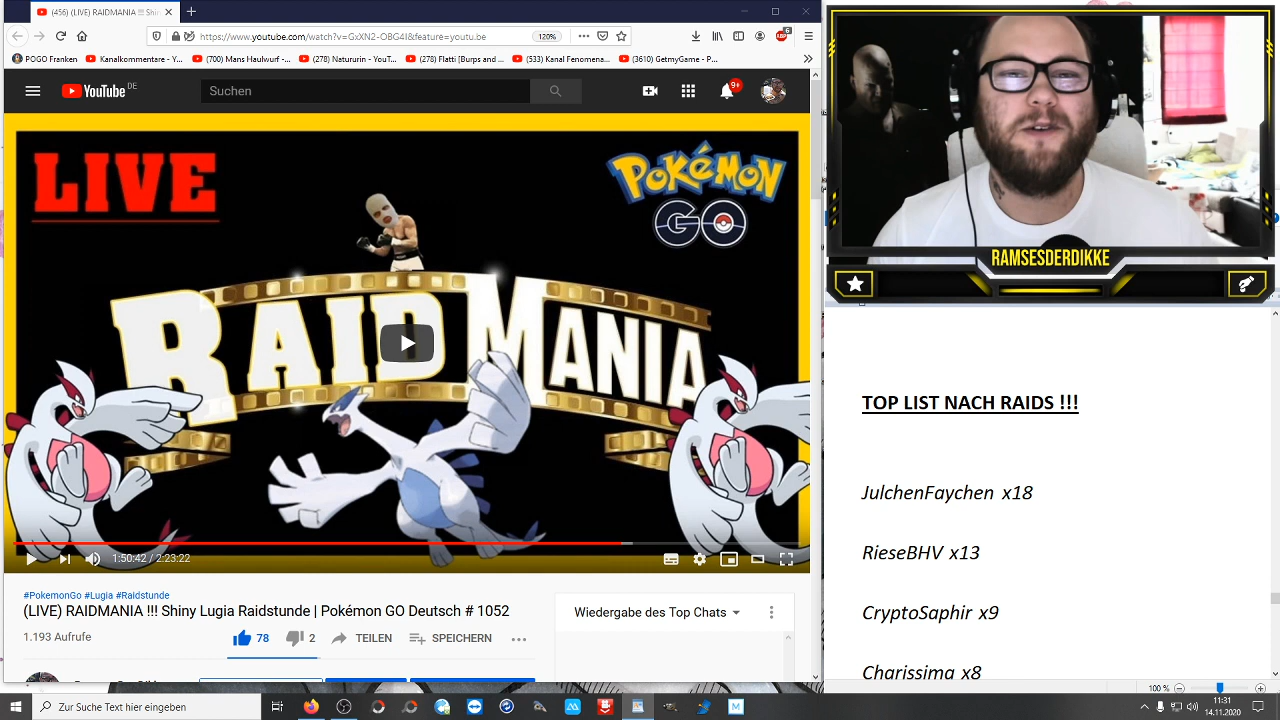 (456) (LIVE) RAIDMANIA !!! Shiny
https://www.youtube.com/watch?v=GxXN2-OBG4I&feature=youtu. 120%
POGO Franken
Kanalkommentare - Y...
(700) Mans Haulwurf -...
(278) Natururin - YouT...
(278) Flatti [Burps and ...
(533) Kanal Fenomena...
(3610) GetmyGame - P...
YouTube DE
Suchen
9+
LIVE
POKÉMON
GO
RAID MANIA
1:50:42 / 2:23:22
#PokemonGo #Lugia #Raidstunde
(LIVE) RAIDMANIA !!! Shiny Lugia Raidstunde | Pokémon GO Deutsch # 1052
1.193 Aufrufe
78
2
TEILEN
SPEICHERN
Wiedergabe des Top Chats
RAMSESDERDIKKE
TOP LIST NACH RAIDS !!!
JulchenFaychen x18
RieseBHV x13
CryptoSaphir x9
Charissima x8
100 %
Zur Suche Text hier eingeben
11:31
14.11.2020